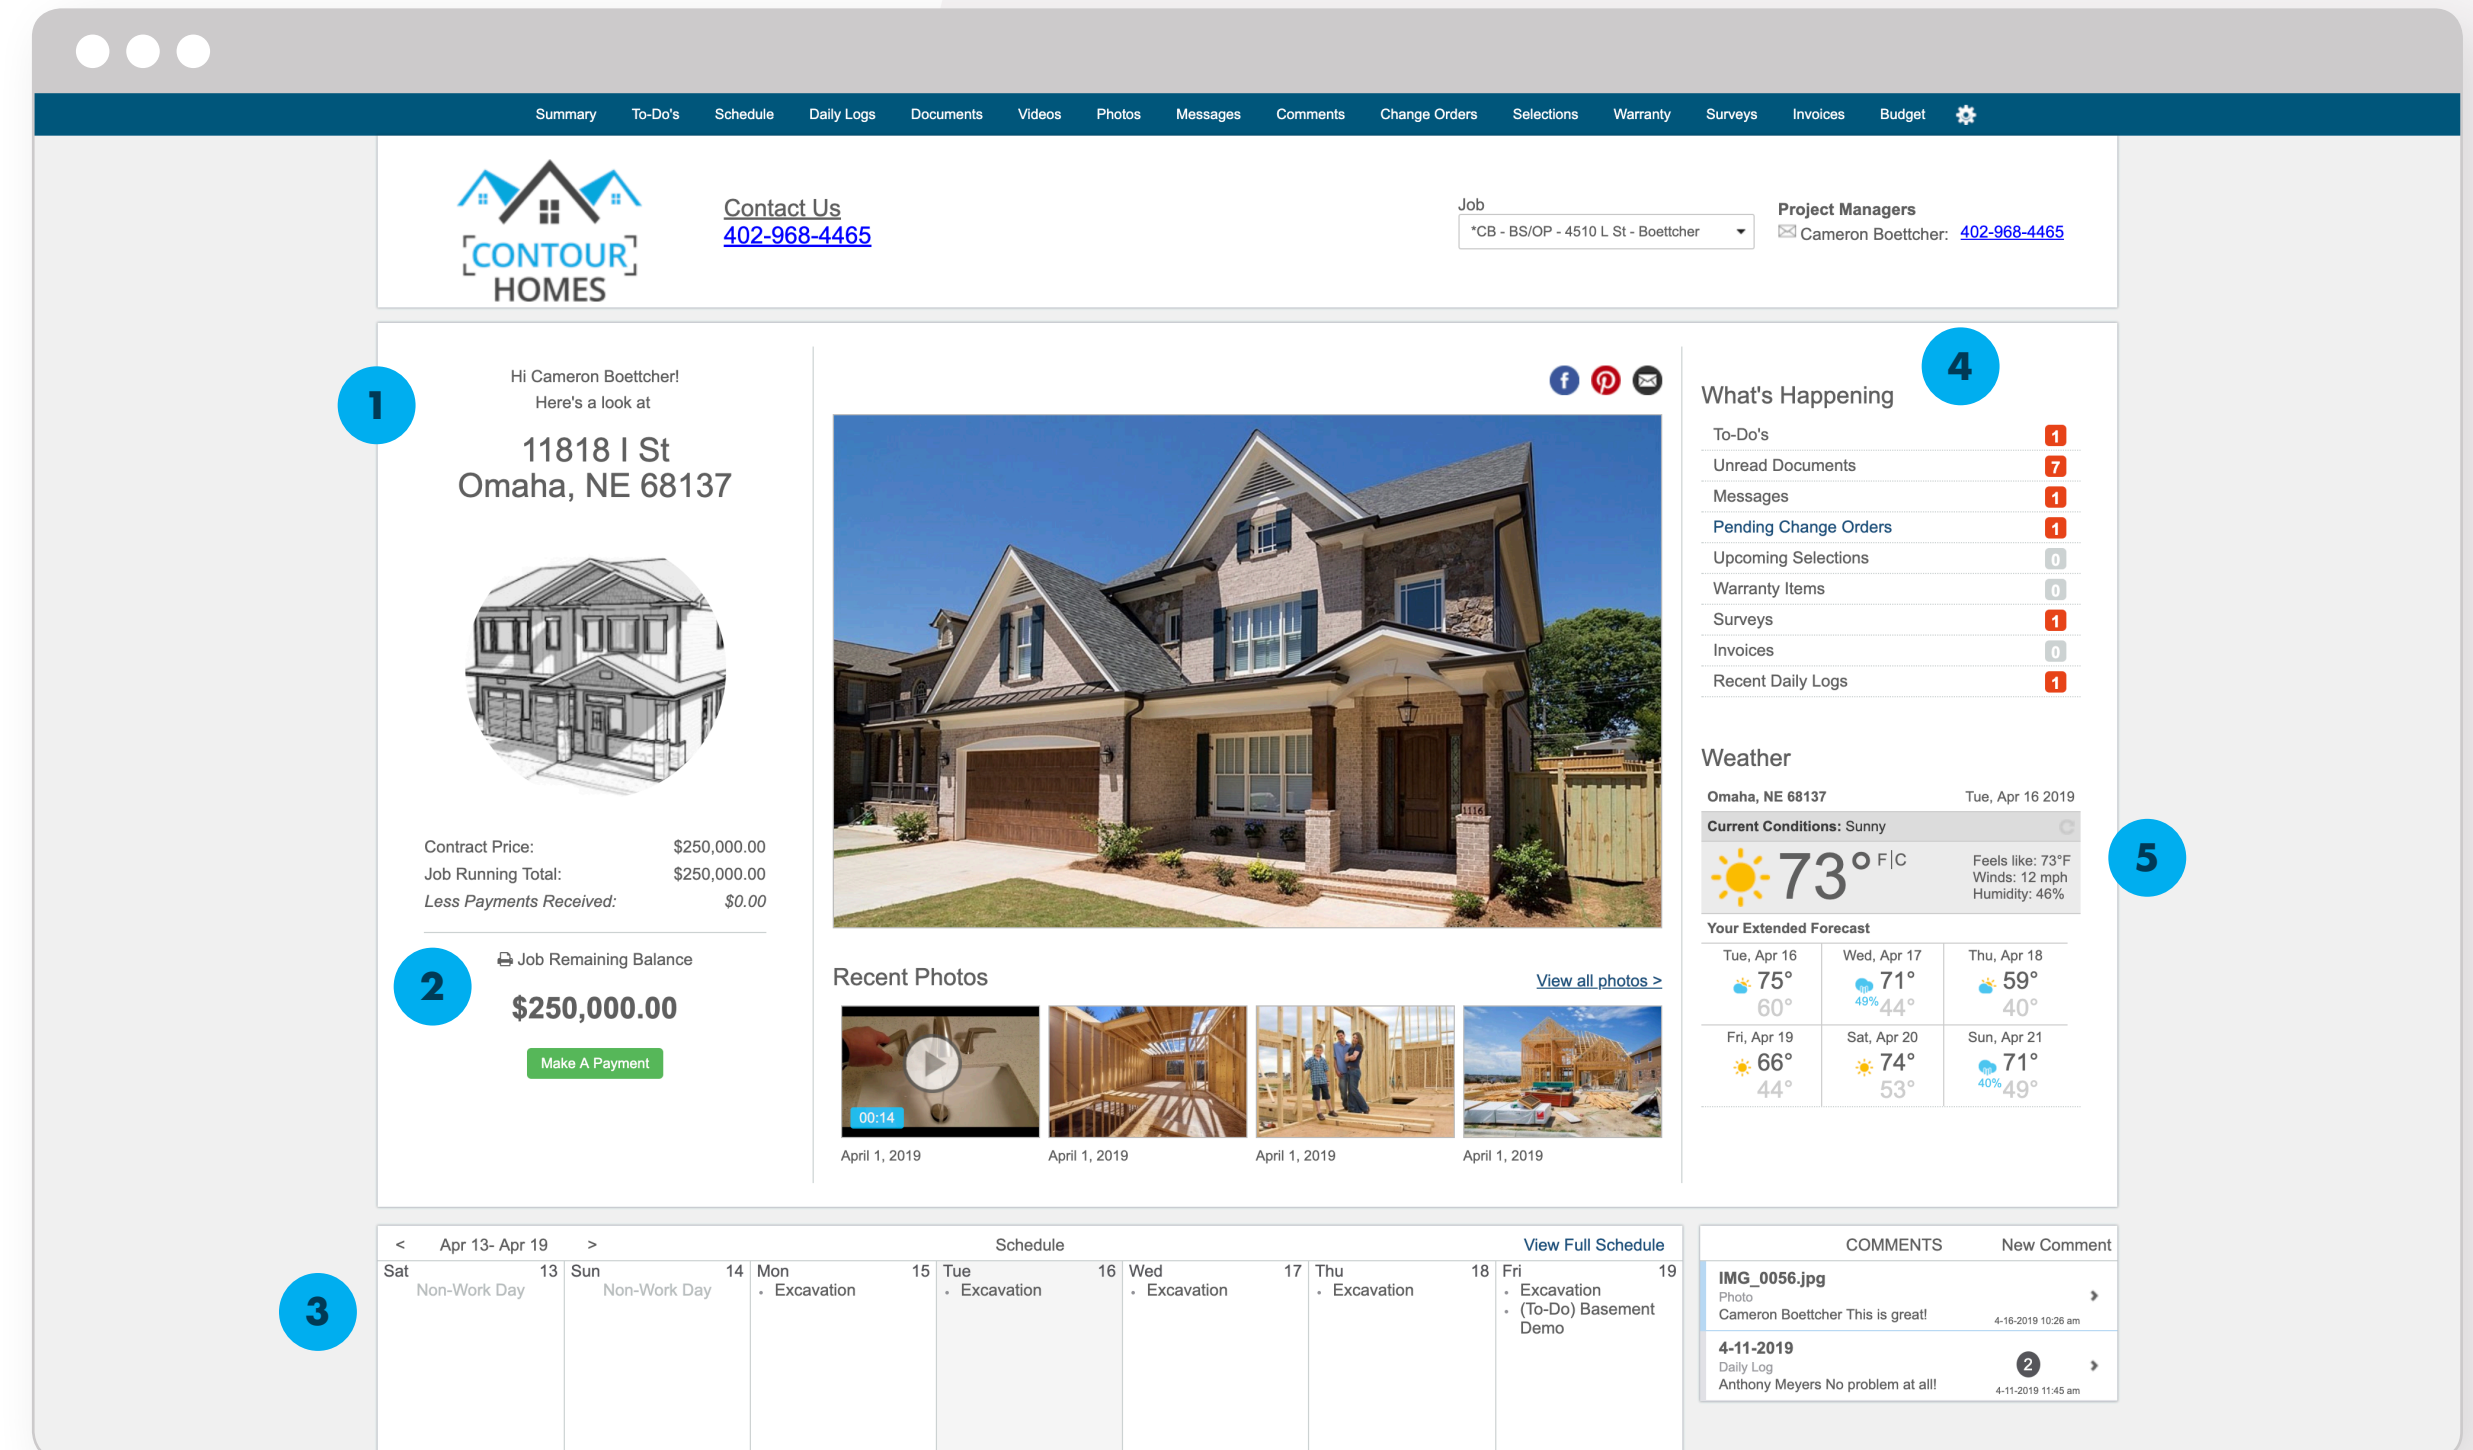 Summary To-Do's Schedule Daily Logs Documents Videos Photos Messages Comments Change Orders Selections Warranty Surveys Invoices Budget
CONTOUR
HOMES
Contact Us
402-968-4465
Job
*CB - BS/OP - 4510 L St - Boettcher
Project Managers
Cameron Boettcher: 402-968-4465
1
Hi Cameron Boettcher!
Here's a look at
11818 I St
Omaha, NE 68137
Contract Price: $250,000.00
Job Running Total: $250,000.00
Less Payments Received: $0.00
2
Job Remaining Balance
$250,000.00
Make A Payment
f
1116
Recent Photos View all photos >
00:14
April 1, 2019 April 1, 2019 April 1, 2019 April 1, 2019
4
What's Happening
To-Do's 1
Unread Documents 7
Messages 1
Pending Change Orders 1
Upcoming Selections 0
Warranty Items 0
Surveys 1
Invoices 0
Recent Daily Logs 1
Weather
Omaha, NE 68137 Tue, Apr 16 2019
Current Conditions: Sunny
73° F|C
Feels like: 73°F
Winds: 12 mph
Humidity: 46%
5
Your Extended Forecast
Tue, Apr 16 Wed, Apr 17 Thu, Apr 18
75° 71° 59°
60° 49% 44° 40°
Fri, Apr 19 Sat, Apr 20 Sun, Apr 21
66° 74° 71°
44° 53° 40% 49°
3
< Apr 13- Apr 19 > Schedule View Full Schedule
Sat 13 Sun 14 Mon 15 Tue 16 Wed 17 Thu 18 Fri 19
Non-Work Day Non-Work Day • Excavation • Excavation • Excavation • Excavation • Excavation
• (To-Do) Basement
Demo
COMMENTS New Comment
IMG_0056.jpg
Photo
Cameron Boettcher This is great! 4-16-2019 10:26 am
4-11-2019
Daily Log 2
Anthony Meyers No problem at all! 4-11-2019 11:45 am